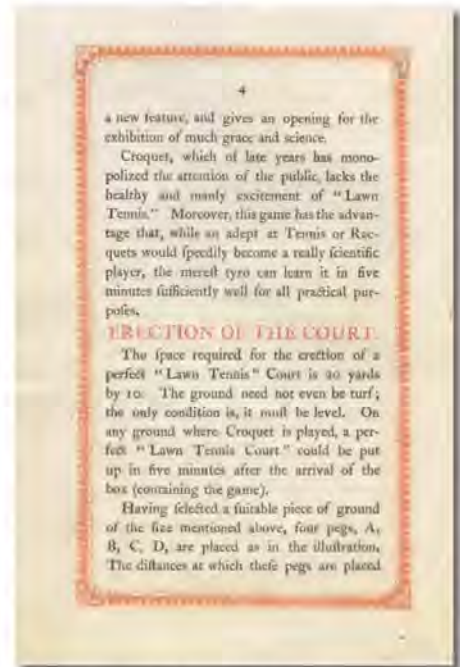 4
a new feature, and gives an opening for the
exhibition of much grace and science.
Croquet, which of late years has mono-
polized the attention of the public, lacks the
healthy and manly excitement of "Lawn
Tennis." Moreover, this game has the advan-
tage that, while an adept at Tennis or Rac-
quets would ſpeedily become a really ſcientific
player, the mereſt tyro can learn it in five
minutes ſufficiently well for all practical pur-
poſes.
ERECTION OF THE COURT.
The ſpace required for the erection of a
perfect "Lawn Tennis" Court is 20 yards
by 10. The ground need not even be turf;
the only condition is, it muſt be level. On
any ground where Croquet is played, a per-
fect "Lawn Tennis Court" could be put
up in five minutes after the arrival of the
box (containing the game).
Having ſelected a ſuitable piece of ground
of the ſize mentioned above, four pegs, A,
B, C, D, are placed as in the illuſtration.
The diſtances at which theſe pegs are placed